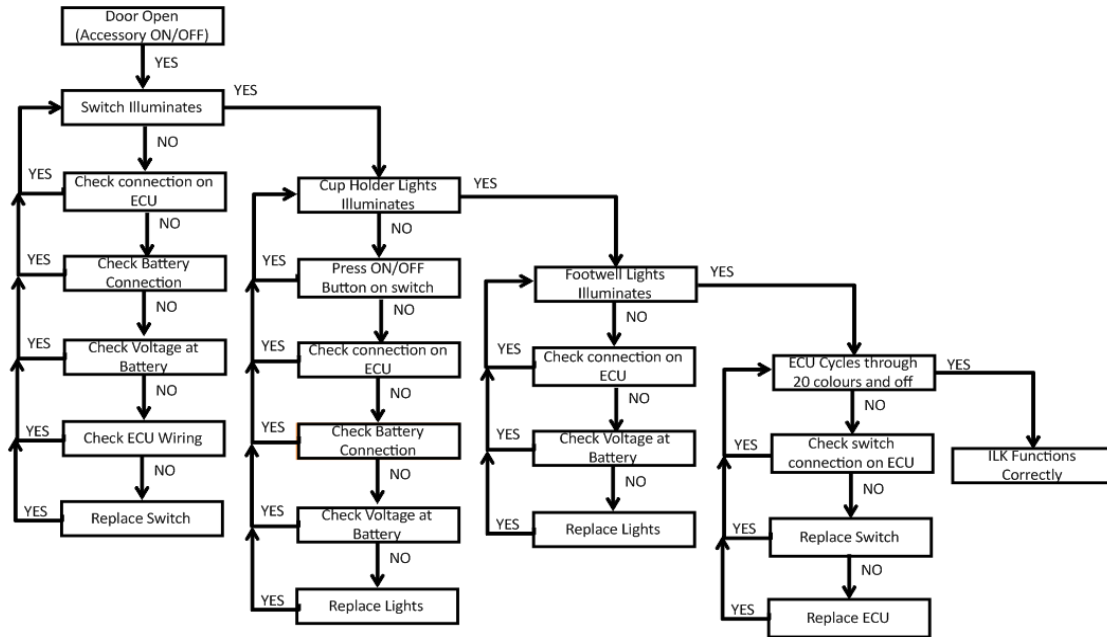 Door Open
(Accessory ON/OFF)
YES
Switch Illuminates
YES
NO
YES
Check connection on
ECU
NO
YES
Check Battery
Connection
NO
YES
Check Voltage at
Battery
NO
YES
Check ECU Wiring
NO
YES
Replace Switch
Cup Holder Lights
Illuminates
YES
NO
YES
Press ON/OFF
Button on switch
NO
YES
Check connection on
ECU
NO
YES
Check Battery
Connection
NO
YES
Check Voltage at
Battery
NO
YES
Replace Lights
Footwell Lights
Illuminates
YES
NO
YES
Check connection on
ECU
NO
YES
Check Voltage at
Battery
NO
YES
Replace Lights
ECU Cycles through
20 colours and off
YES
NO
YES
Check switch
connection on ECU
NO
YES
Replace Switch
NO
YES
Replace ECU
ILK Functions
Correctly